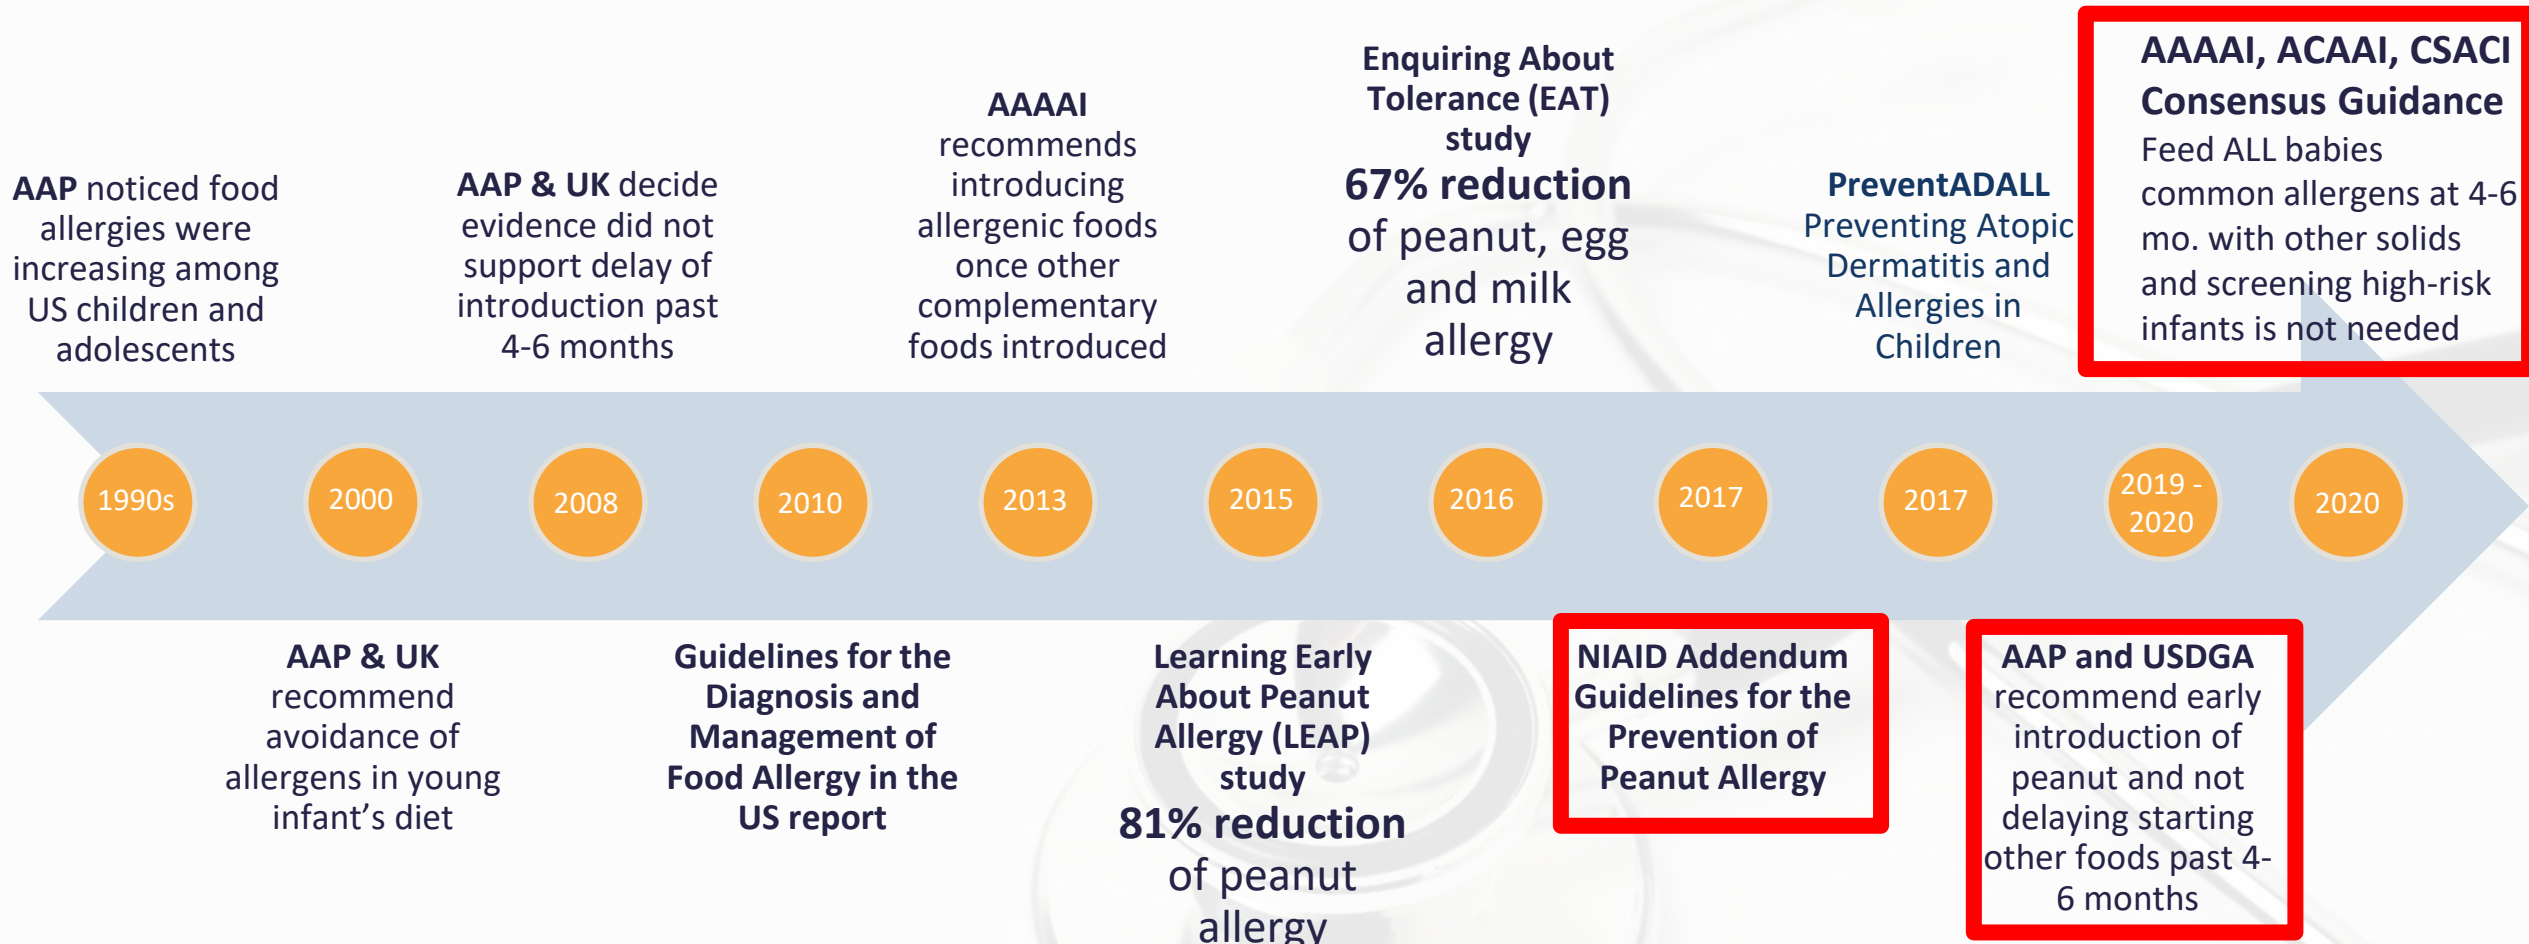 AAP noticed food
allergies were
increasing among
US children and
adolescents
AAP & UK decide
evidence did not
support delay of
introduction past
4-6 months
AAAAI
recommends
introducing
allergenic foods
once other
complementary
foods introduced
Enquiring About
Tolerance (EAT)
study
67% reduction
of peanut, egg
and milk
allergy
PreventADALL
Preventing Atopic
Dermatitis and
Allergies in
Children
AAAAI, ACAAI, CSACI
Consensus Guidance
Feed ALL babies
common allergens at 4-6
mo. with other solids
and screening high-risk
infants is not needed
1990s
2000
2008
2010
2013
2015
2016
2017
2017
2019 -
2020
2020
AAP & UK
recommend
avoidance of
allergens in young
infant’s diet
Guidelines for the
Diagnosis and
Management of
Food Allergy in the
US report
Learning Early
About Peanut
Allergy (LEAP)
study
81% reduction
of peanut
allergy
NIAID Addendum
Guidelines for the
Prevention of
Peanut Allergy
AAP and USDGA
recommend early
introduction of
peanut and not
delaying starting
other foods past 4-
6 months